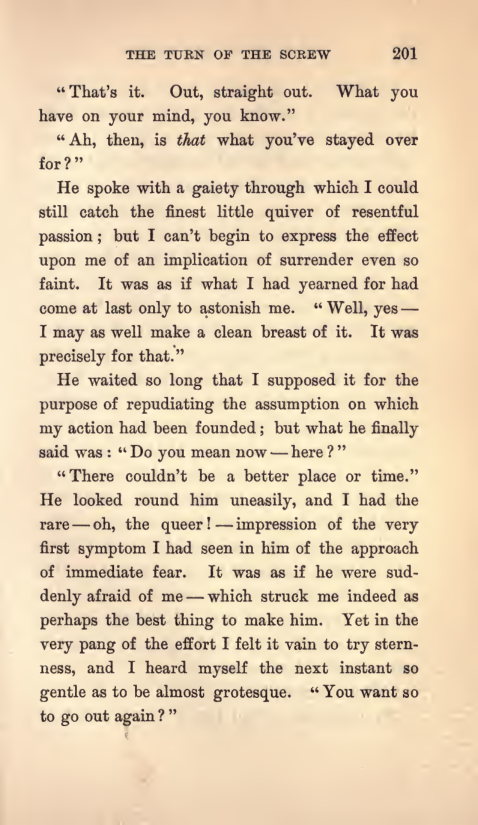 THE TURN OF THE SCREW 201
"That's it. Out, straight out. What you
have on your mind, you know."
"Ah, then, is that what you've stayed over
for?"
He spoke with a gaiety through which I could
still catch the finest little quiver of resentful
passion; but I can't begin to express the effect
upon me of an implication of surrender even so
faint. It was as if what I had yearned for had
come at last only to astonish me. "Well, yes—
I may as well make a clean breast of it. It was
precisely for that."
He waited so long that I supposed it for the
purpose of repudiating the assumption on which
my action had been founded; but what he finally
said was: "Do you mean now—here?"
"There couldn't be a better place or time."
He looked round him uneasily, and I had the
rare—oh, the queer!—impression of the very
first symptom I had seen in him of the approach
of immediate fear. It was as if he were sud-
denly afraid of me—which struck me indeed as
perhaps the best thing to make him. Yet in the
very pang of the effort I felt it vain to try stern-
ness, and I heard myself the next instant so
gentle as to be almost grotesque. "You want so
to go out again?"